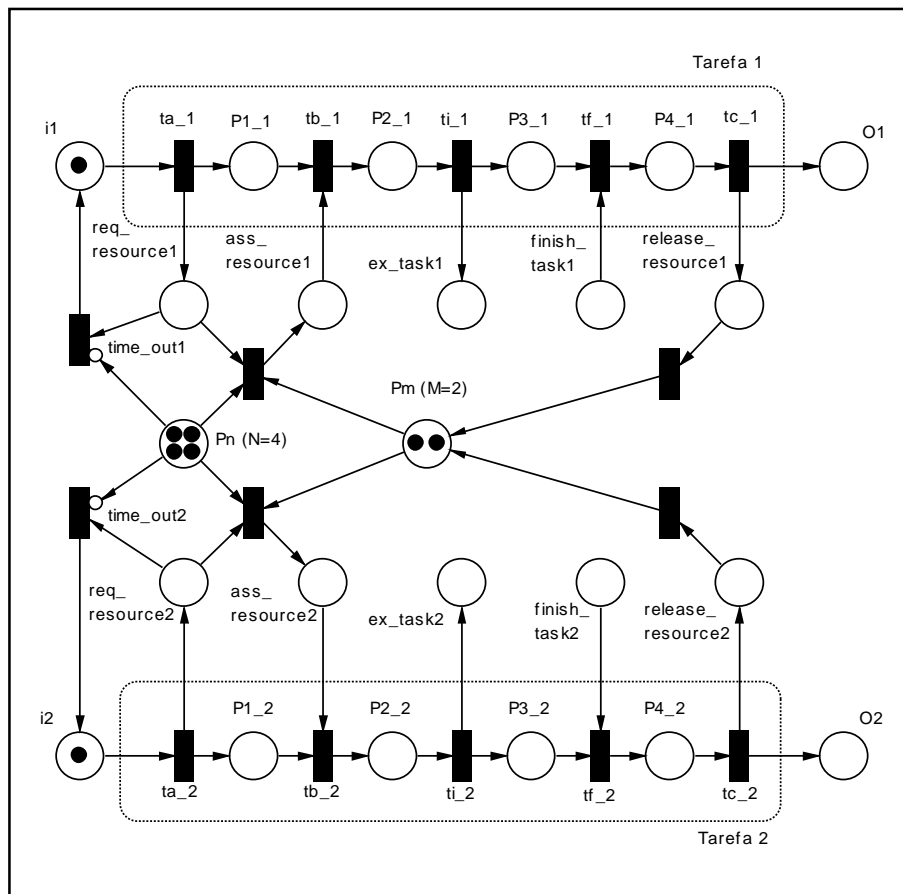 Tarefa 1
ta_1 P1_1 tb_1 P2_1 ti_1 P3_1 tf_1 P4_1 tc_1
i1
O1
req_
resource1
ass_
resource1
ex_task1
finish_
task1
release_
resource1
time_out1
Pm (M=2)
Pn (N=4)
time_out2
req_
resource2
ass_
resource2
ex_task2
finish_
task2
release_
resource2
i2
P1_2 P2_2 P3_2 P4_2
O2
ta_2 tb_2 ti_2 tf_2 tc_2
Tarefa 2